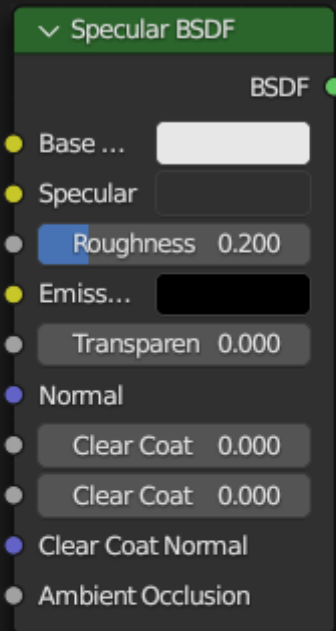 Specular BSDF
BSDF
Base ...
Specular
Roughness 0.200
Emiss...
Transparen 0.000
Normal
Clear Coat 0.000
Clear Coat 0.000
Clear Coat Normal
Ambient Occlusion